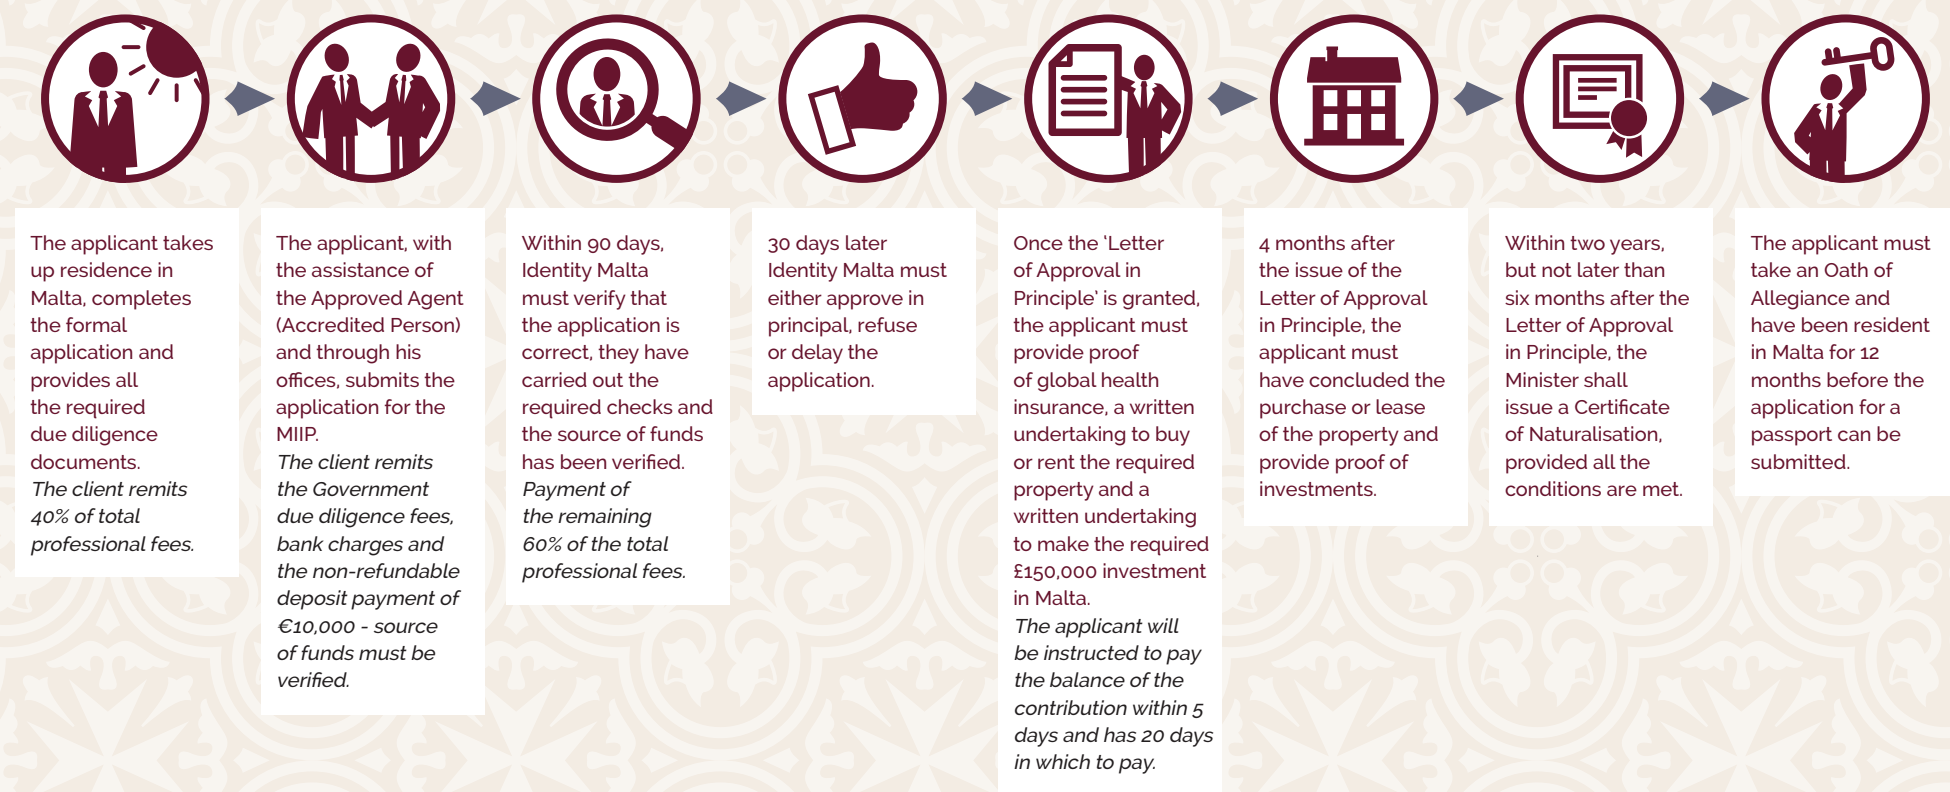 The applicant takes
up residence in
Malta, completes
the formal
application and
provides all
the required
due diligence
documents.
The client remits
40% of total
professional fees.
The applicant, with
the assistance of
the Approved Agent
(Accredited Person)
and through his
offices, submits the
application for the
MIIP.
The client remits
the Government
due diligence fees,
bank charges and
the non-refundable
deposit payment of
€10,000 - source
of funds must be
verified.
Within 90 days,
Identity Malta
must verify that
the application is
correct, they have
carried out the
required checks and
the source of funds
has been verified.
Payment of
the remaining
60% of the total
professional fees.
30 days later
Identity Malta must
either approve in
principal, refuse
or delay the
application.
Once the ‘Letter
of Approval in
Principle’ is granted,
the applicant must
provide proof
of global health
insurance, a written
undertaking to buy
or rent the required
property and a
written undertaking
to make the required
£150,000 investment
in Malta.
The applicant will
be instructed to pay
the balance of the
contribution within 5
days and has 20 days
in which to pay.
4 months after
the issue of the
Letter of Approval
in Principle, the
applicant must
have concluded the
purchase or lease
of the property and
provide proof of
investments.
Within two years,
but not later than
six months after the
Letter of Approval
in Principle, the
Minister shall
issue a Certificate
of Naturalisation,
provided all the
conditions are met.
The applicant must
take an Oath of
Allegiance and
have been resident
in Malta for 12
months before the
application for a
passport can be
submitted.